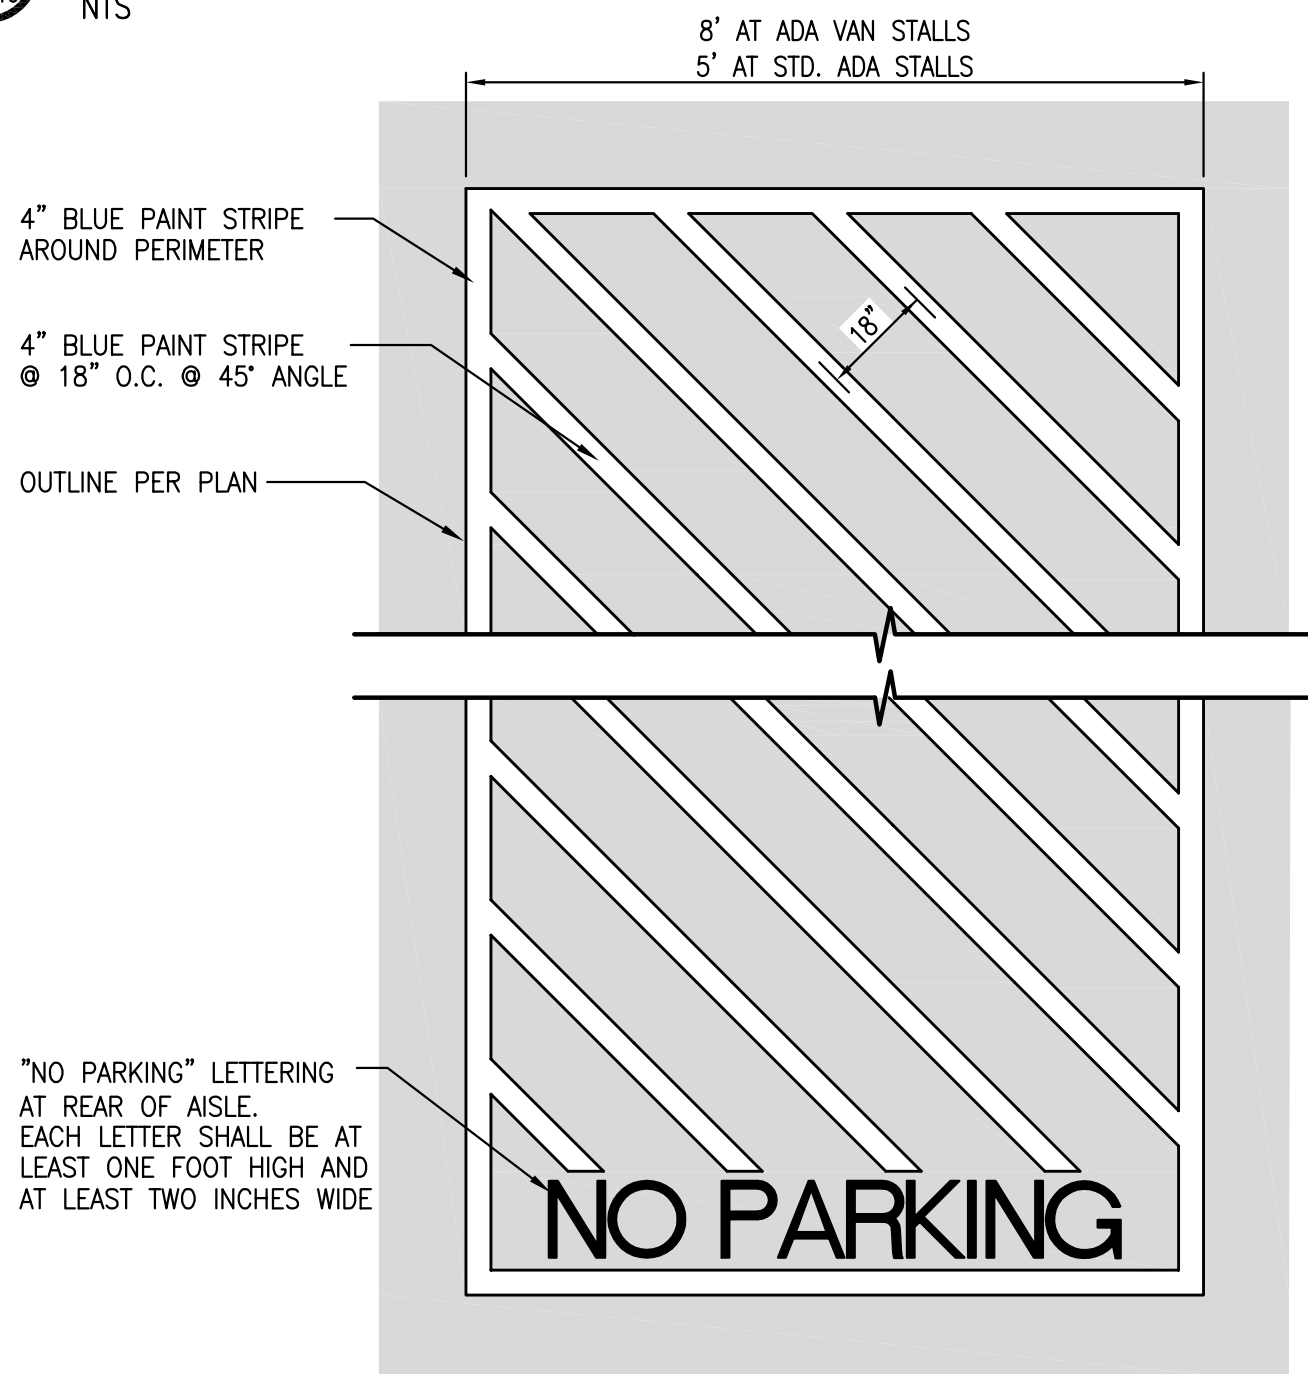 NTS
8' AT ADA VAN STALLS
5' AT STD. ADA STALLS
4" BLUE PAINT STRIPE
AROUND PERIMETER
18"
4" BLUE PAINT STRIPE
@ 18" O.C. @ 45° ANGLE
OUTLINE PER PLAN
"NO PARKING" LETTERING
AT REAR OF AISLE.
EACH LETTER SHALL BE AT
LEAST ONE FOOT HIGH AND
AT LEAST TWO INCHES WIDE
NO PARKING